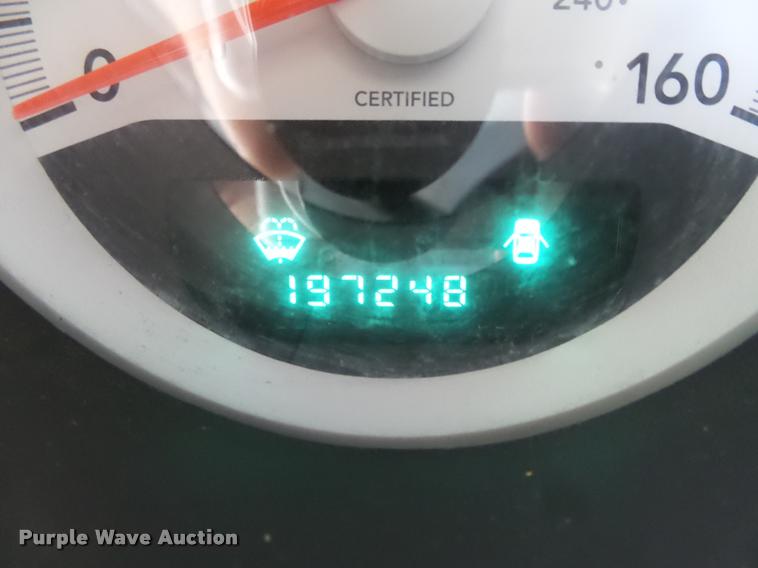 240
0
160
CERTIFIED
197248
Purple Wave Auction